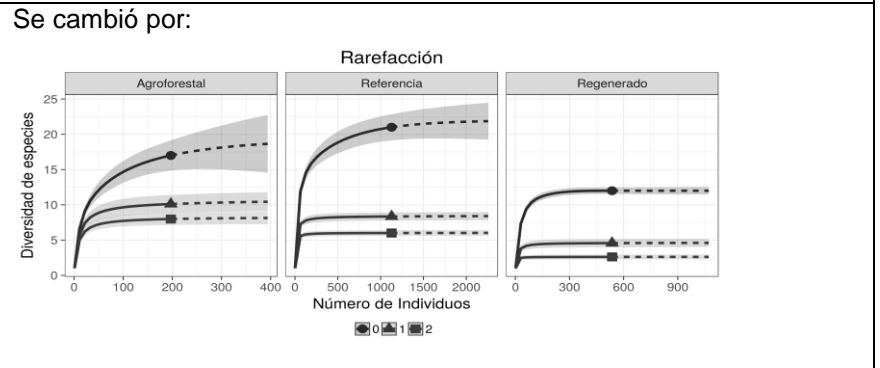 Se cambió por:
Rarefacción
Agroforestal Referencia Regenerado
Diversidad de especies
25
20
15
10
5
0
0 100 200 300 400 0 500 1000 1500 2000 0 300 600 900
Número de Individuos
0 1 2